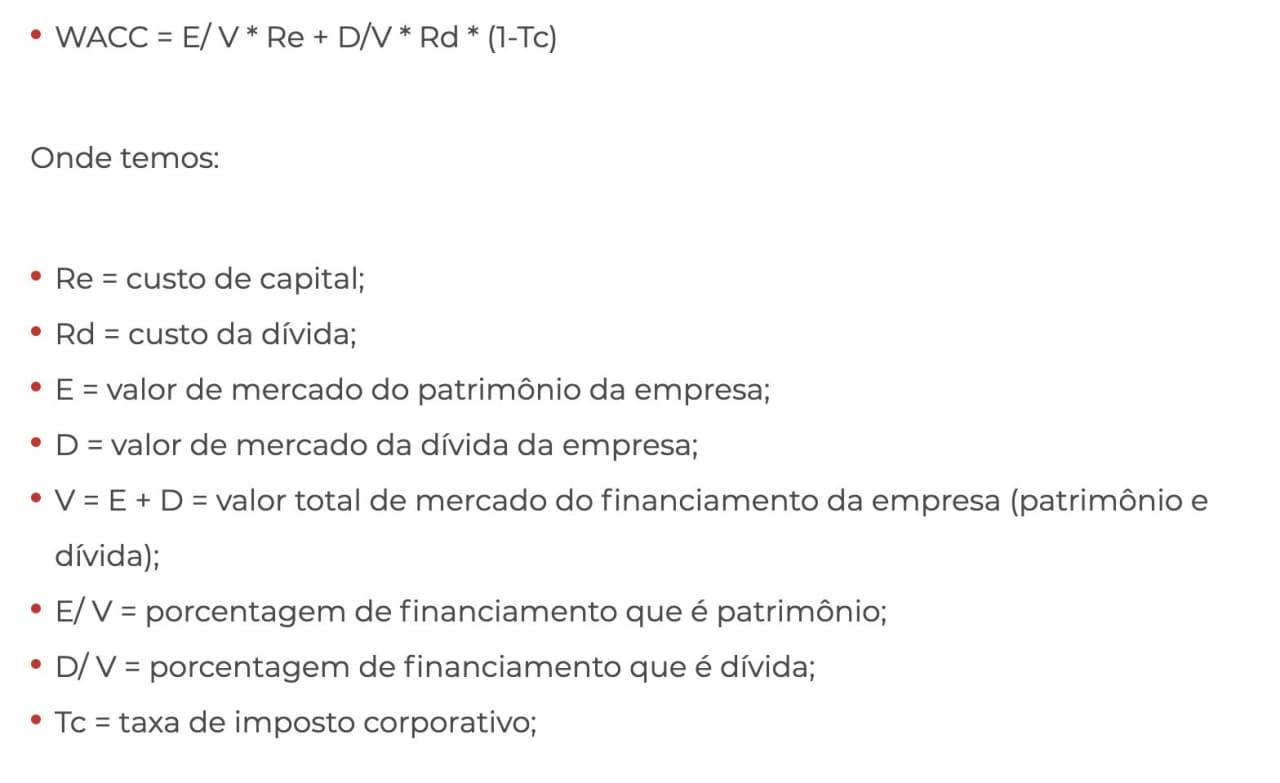 • WACC = E/ V * Re + D/V * Rd * (1-Tc)
Onde temos:
• Re = custo de capital;
• Rd = custo da dívida;
• E = valor de mercado do patrimônio da empresa;
• D = valor de mercado da dívida da empresa;
• V = E + D = valor total de mercado do financiamento da empresa (patrimônio e
dívida);
• E/ V = porcentagem de financiamento que é patrimônio;
• D/ V = porcentagem de financiamento que é dívida;
• Tc = taxa de imposto corporativo;